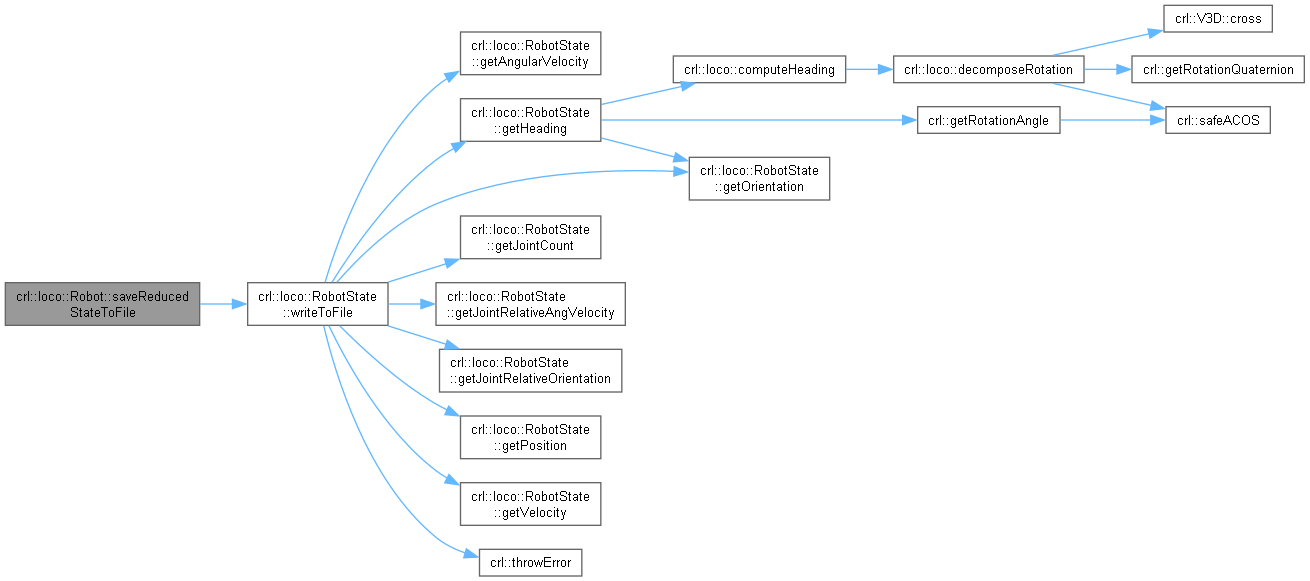 crl::loco::Robot::saveReduced
StateToFile
crl::loco::RobotState
::writeToFile
crl::loco::RobotState
::getAngularVelocity
crl::loco::RobotState
::getHeading
crl::loco::RobotState
::getJointCount
crl::loco::RobotState
::getJointRelativeAngVelocity
crl::loco::RobotState
::getJointRelativeOrientation
crl::loco::RobotState
::getPosition
crl::loco::RobotState
::getVelocity
crl::throwError
crl::loco::computeHeading
crl::loco::RobotState
::getOrientation
crl::loco::decomposeRotation
crl::getRotationAngle
crl::V3D::cross
crl::getRotationQuaternion
crl::safeACOS